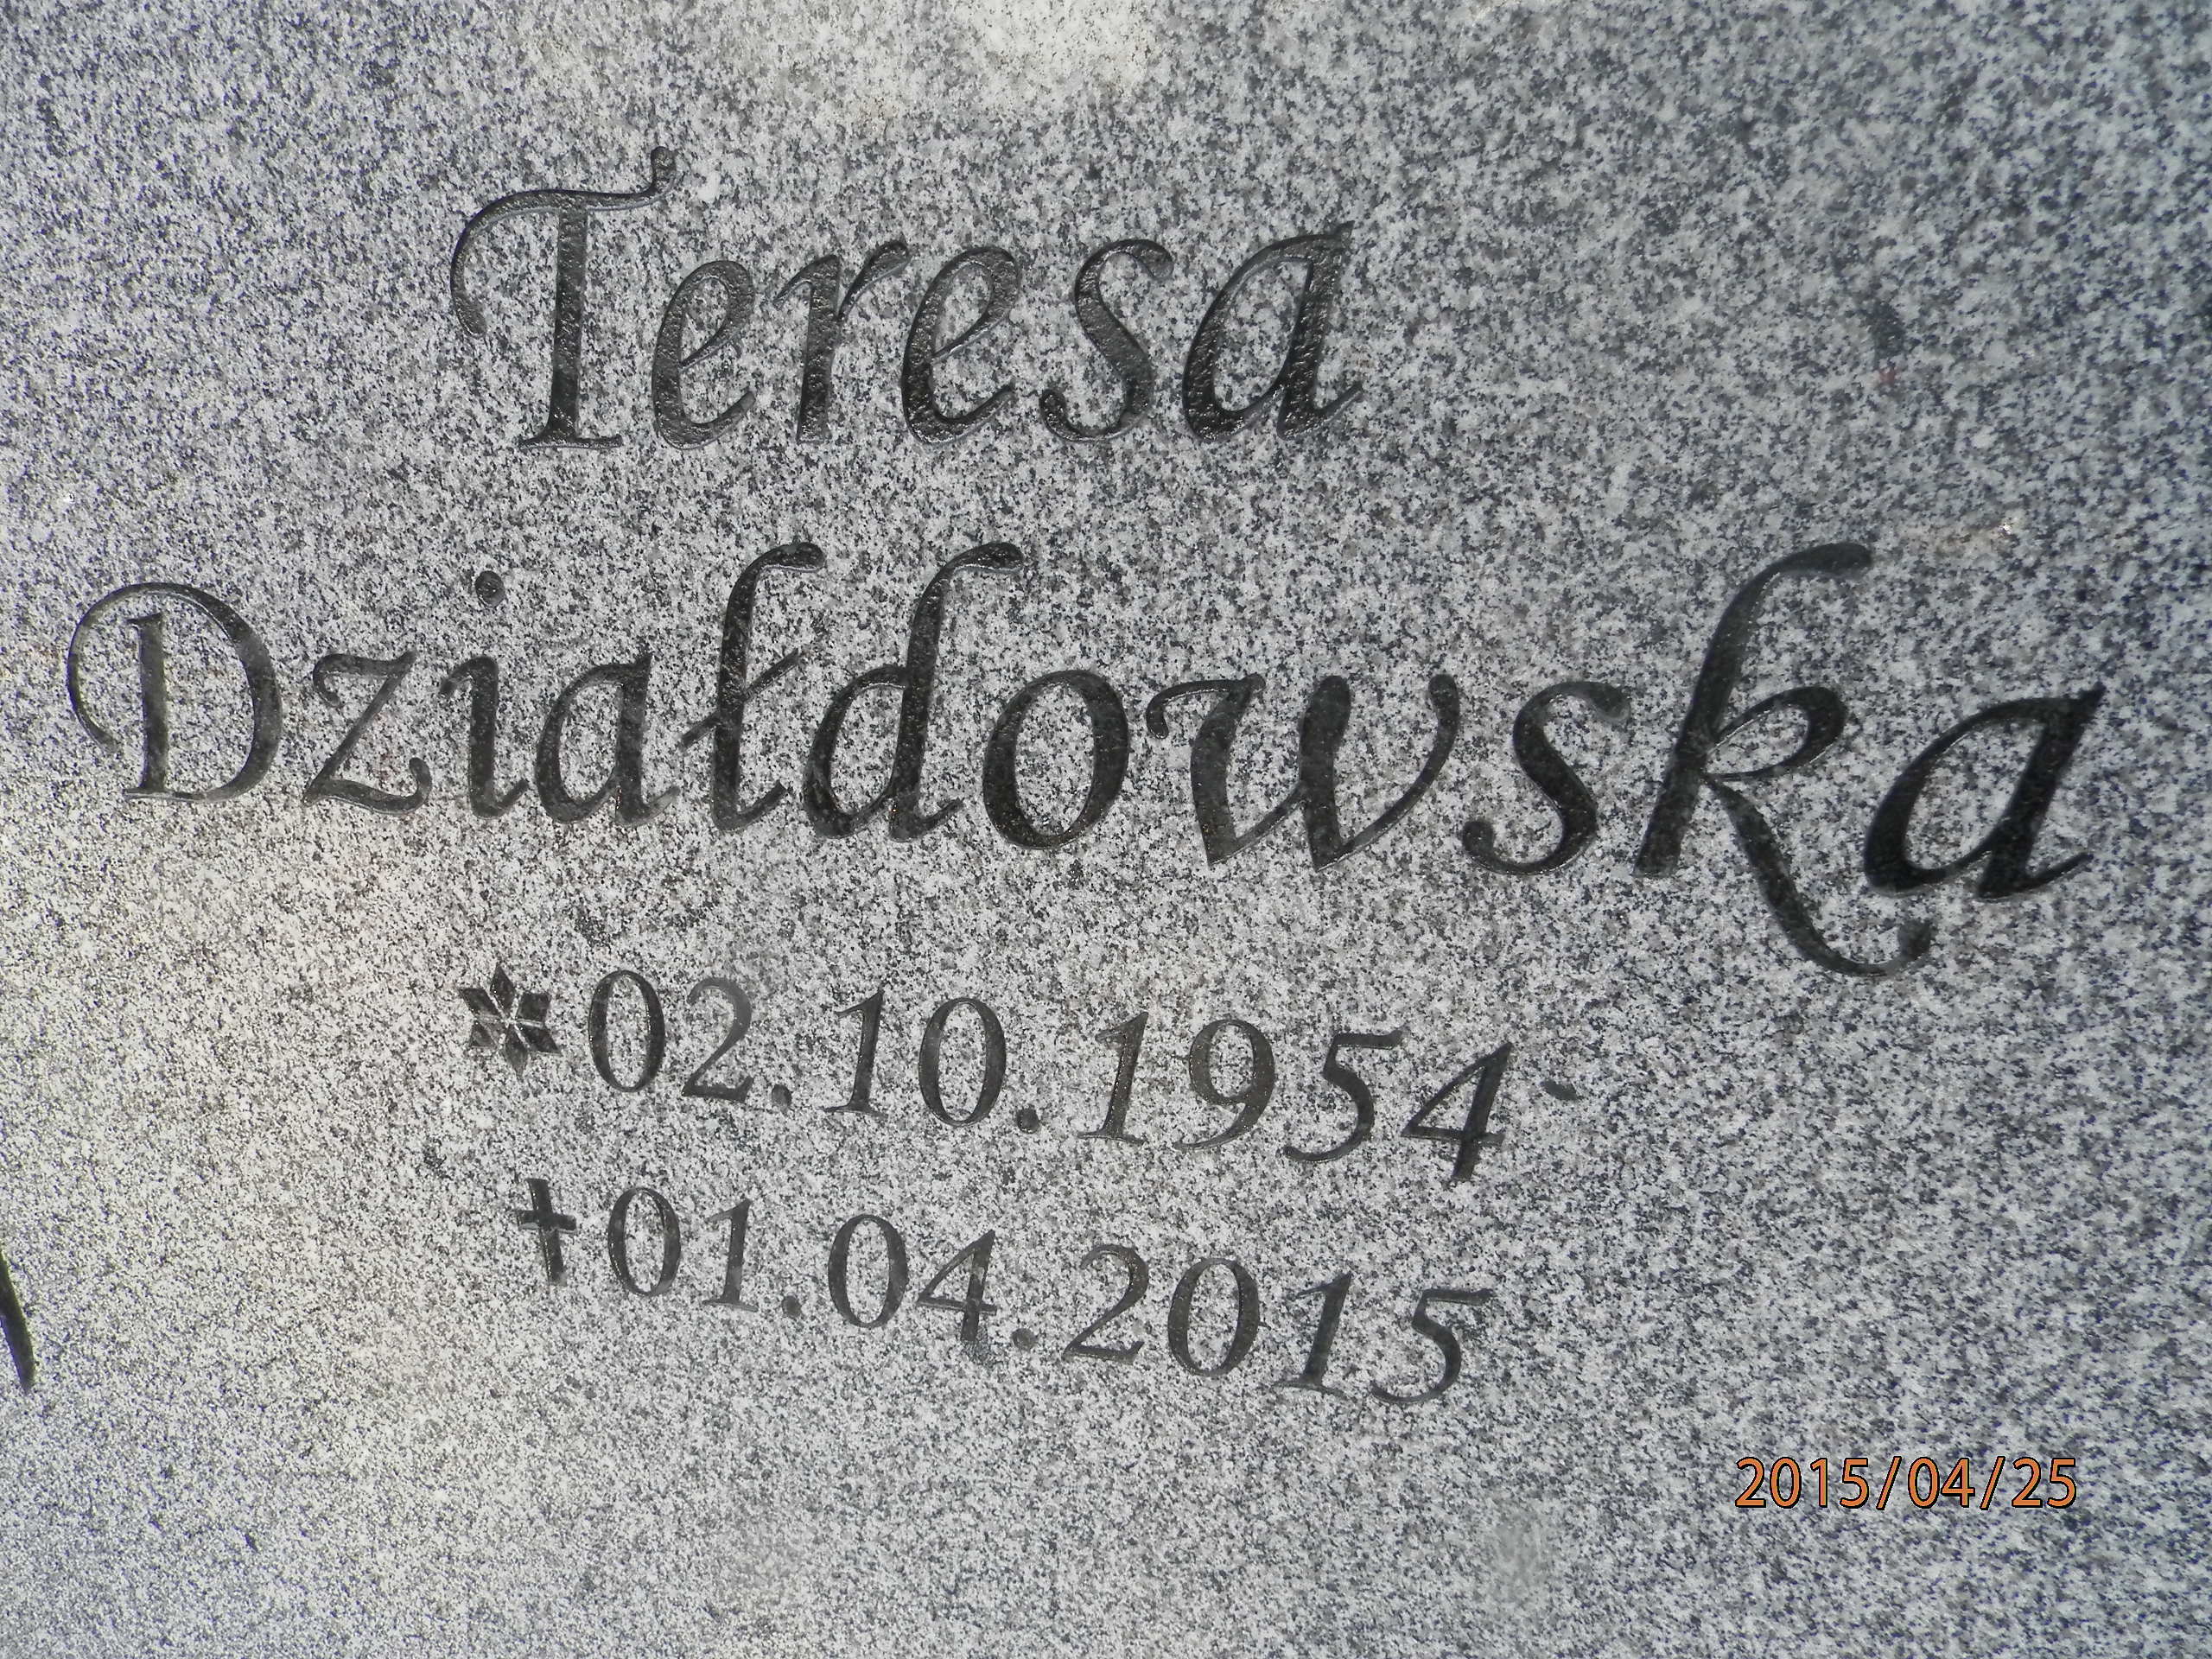 Teresa
Działdowska
* 02.10.1954
✝ 01.04.2015
2015/04/25